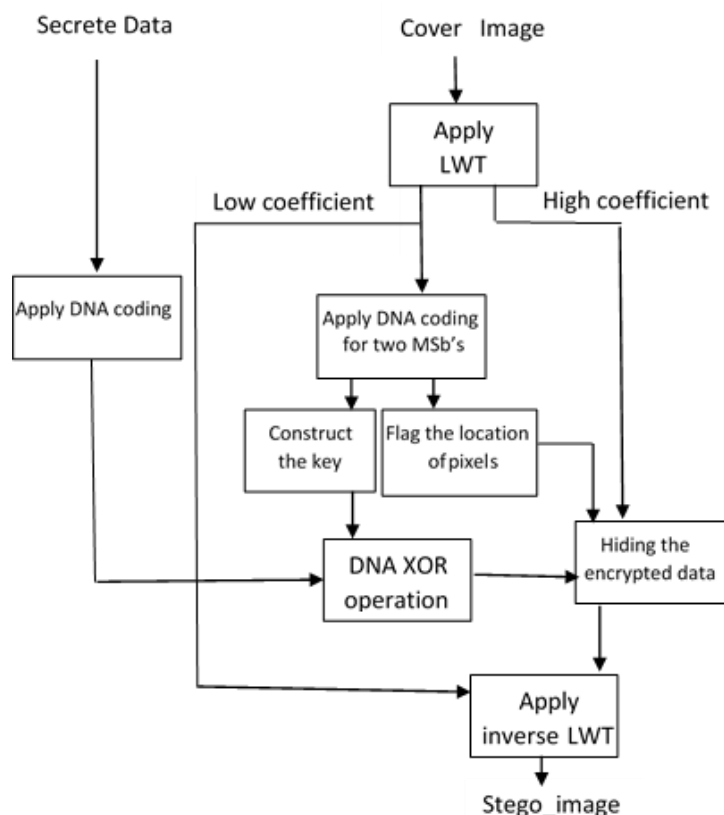 Secrete Data
Cover Image
Apply
LWT
Low coefficient
High coefficient
Apply DNA coding
Apply DNA coding
for two MSb's
Construct
the key
Flag the location
of pixels
DNA XOR
operation
Hiding the
encrypted data
Apply
inverse LWT
Stego_image